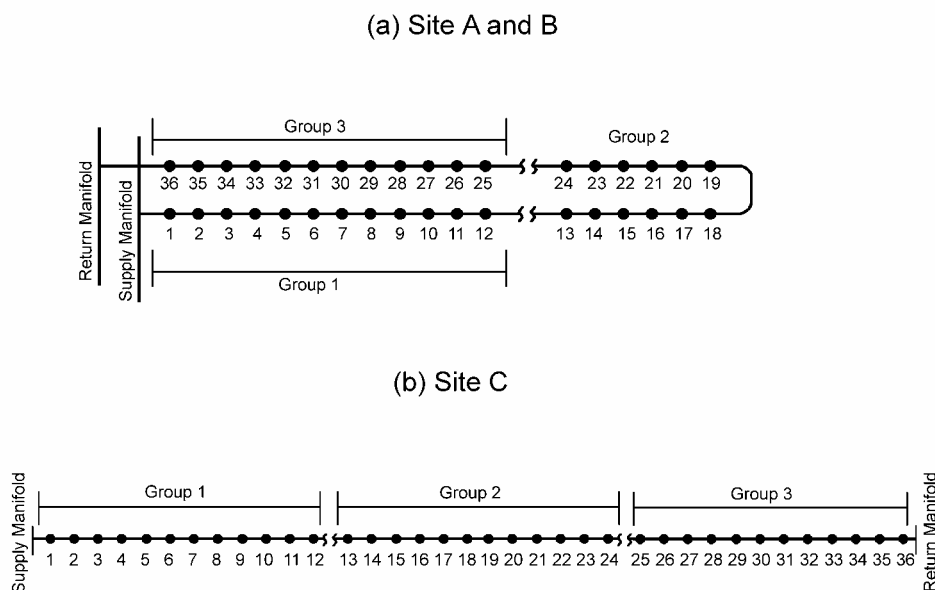 (a) Site A and B
Group 3
Group 2
36 35 34 33 32 31 30 29 28 27 26 25 24 23 22 21 20 19
Return Manifold
Supply Manifold
1 2 3 4 5 6 7 8 9 10 11 12 13 14 15 16 17 18
Group 1
(b) Site C
Supply Manifold
Group 1
Group 2
Group 3
Return Manifold
1 2 3 4 5 6 7 8 9 10 11 12 13 14 15 16 17 18 19 20 21 22 23 24 25 26 27 28 29 30 31 32 33 34 35 36